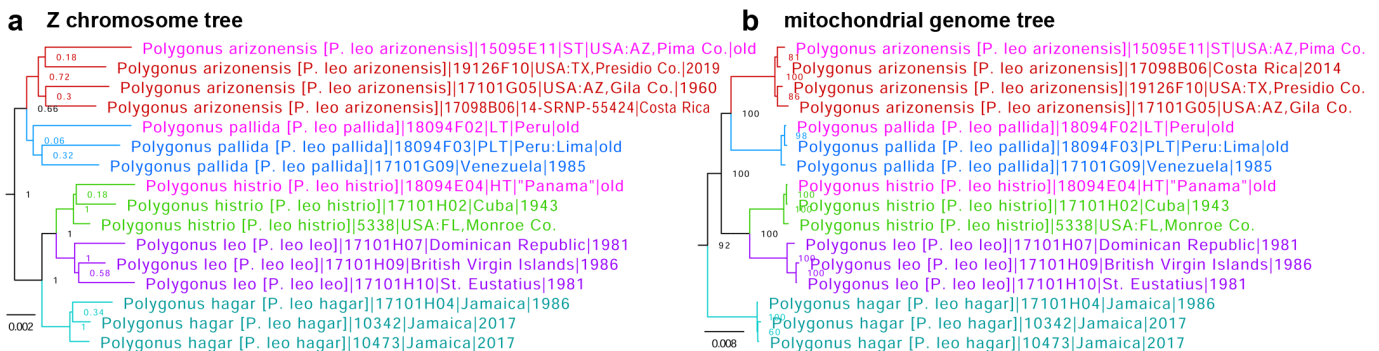 a Z chromosome tree
Polygonus arizonensis [P. leo arizonensis]|15095E11|ST|USA:AZ,Pima Co.|old
0.18
Polygonus arizonensis [P. leo arizonensis]|19126F10|USA:TX,Presidio Co.|2019
0.72
Polygonus arizonensis [P. leo arizonensis]|17101G05|USA:AZ,Gila Co.|1960
0.3
Polygonus arizonensis [P. leo arizonensis]|17098B06|14-SRNP-55424|Costa Rica
0.66
Polygonus pallida [P. leo pallida]|18094F02|LT|Peru|old
0.06
Polygonus pallida [P. leo pallida]|18094F03|PLT|Peru:Lima|old
0.32
Polygonus pallida [P. leo pallida]|17101G09|Venezuela|1985
1
Polygonus histrio [P. leo histrio]|18094E04|HT|"Panama"|old
0.18
Polygonus histrio [P. leo histrio]|17101H02|Cuba|1943
1
Polygonus histrio [P. leo histrio]|5338|USA:FL,Monroe Co.
1
Polygonus leo [P. leo leo]|17101H07|Dominican Republic|1981
1
Polygonus leo [P. leo leo]|17101H09|British Virgin Islands|1986
0.58
Polygonus leo [P. leo leo]|17101H10|St. Eustatius|1981
1
Polygonus hagar [P. leo hagar]|17101H04|Jamaica|1986
0.34
Polygonus hagar [P. leo hagar]|10342|Jamaica|2017
1
Polygonus hagar [P. leo hagar]|10473|Jamaica|2017
0.002
b mitochondrial genome tree
Polygonus arizonensis [P. leo arizonensis]|15095E11|ST|USA:AZ,Pima Co.
81
Polygonus arizonensis [P. leo arizonensis]|17098B06|Costa Rica|2014
100
Polygonus arizonensis [P. leo arizonensis]|19126F10|USA:TX,Presidio Co.
86
Polygonus arizonensis [P. leo arizonensis]|17101G05|USA:AZ,Gila Co.
100
Polygonus pallida [P. leo pallida]|18094F02|LT|Peru|old
98
Polygonus pallida [P. leo pallida]|18094F03|PLT|Peru:Lima|old
Polygonus pallida [P. leo pallida]|17101G09|Venezuela|1985
100
Polygonus histrio [P. leo histrio]|18094E04|HT|"Panama"|old
100
Polygonus histrio [P. leo histrio]|17101H02|Cuba|1943
100
Polygonus histrio [P. leo histrio]|5338|USA:FL,Monroe Co.
100
92
Polygonus leo [P. leo leo]|17101H07|Dominican Republic|1981
100
Polygonus leo [P. leo leo]|17101H09|British Virgin Islands|1986
100
Polygonus leo [P. leo leo]|17101H10|St. Eustatius|1981
Polygonus hagar [P. leo hagar]|17101H04|Jamaica|1986
100
Polygonus hagar [P. leo hagar]|10342|Jamaica|2017
60
Polygonus hagar [P. leo hagar]|10473|Jamaica|2017
0.008